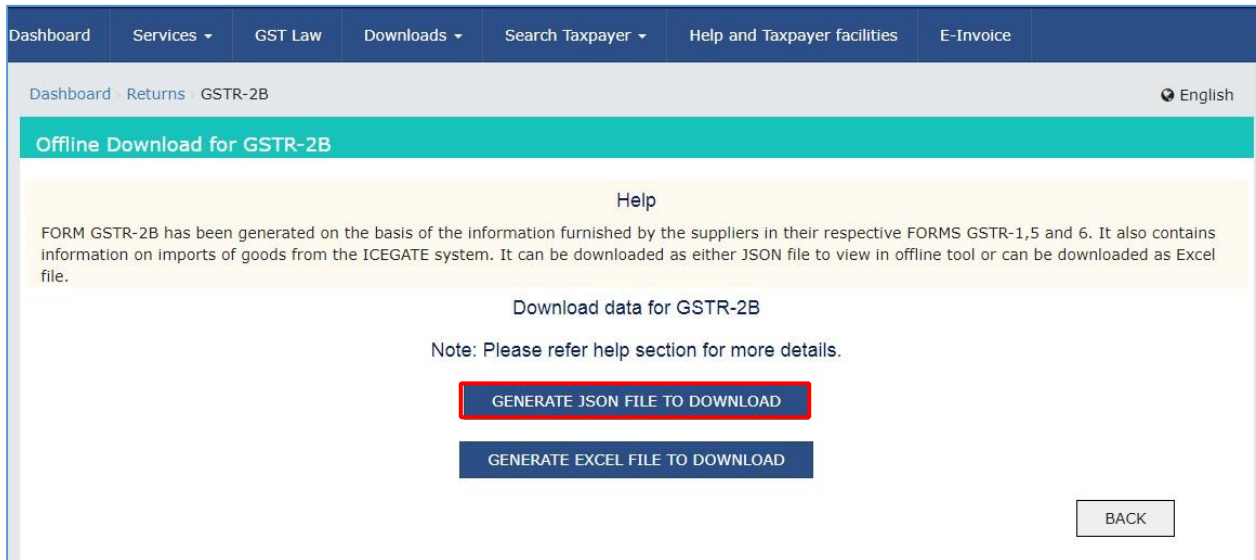 Dashboard Services GST Law Downloads Search Taxpayer Help and Taxpayer facilities E-Invoice
Dashboard Returns GSTR-2B English
Offline Download for GSTR-2B
Help
FORM GSTR-2B has been generated on the basis of the information furnished by the suppliers in their respective FORMS GSTR-1,5 and 6. It also contains
information on imports of goods from the ICEGATE system. It can be downloaded as either JSON file to view in offline tool or can be downloaded as Excel
file.
Download data for GSTR-2B
Note: Please refer help section for more details.
GENERATE JSON FILE TO DOWNLOAD
GENERATE EXCEL FILE TO DOWNLOAD
BACK